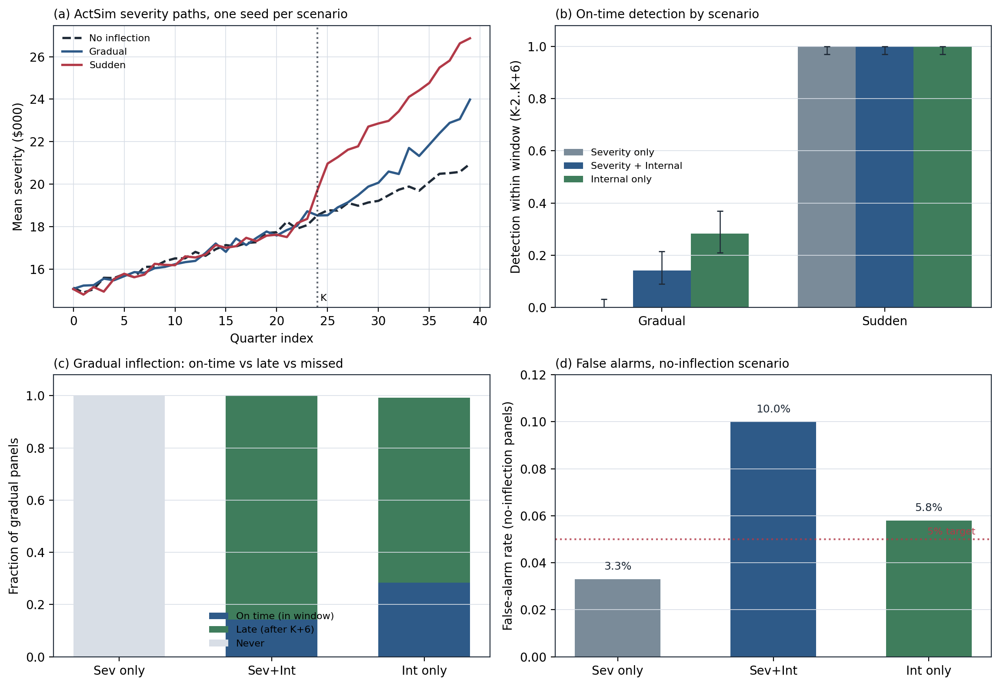 (a) ActSim severity paths, one seed per scenario
Mean severity ($000)
26
24
22
20
18
16
No inflection
Gradual
Sudden
K
0 5 10 15 20 25 30 35 40
Quarter index
(b) On-time detection by scenario
Detection within window (K-2..K+6)
1.0
0.8
0.6
0.4
0.2
0.0
Severity only
Severity + Internal
Internal only
Gradual Sudden
(c) Gradual inflection: on-time vs late vs missed
Fraction of gradual panels
1.0
0.8
0.6
0.4
0.2
0.0
On time (in window)
Late (after K+6)
Never
Sev only Sev+Int Int only
(d) False alarms, no-inflection scenario
False-alarm rate (no-inflection panels)
0.12
0.10
0.08
0.06
0.04
0.02
0.00
3.3%
10.0%
5.8%
5% target
Sev only Sev+Int Int only